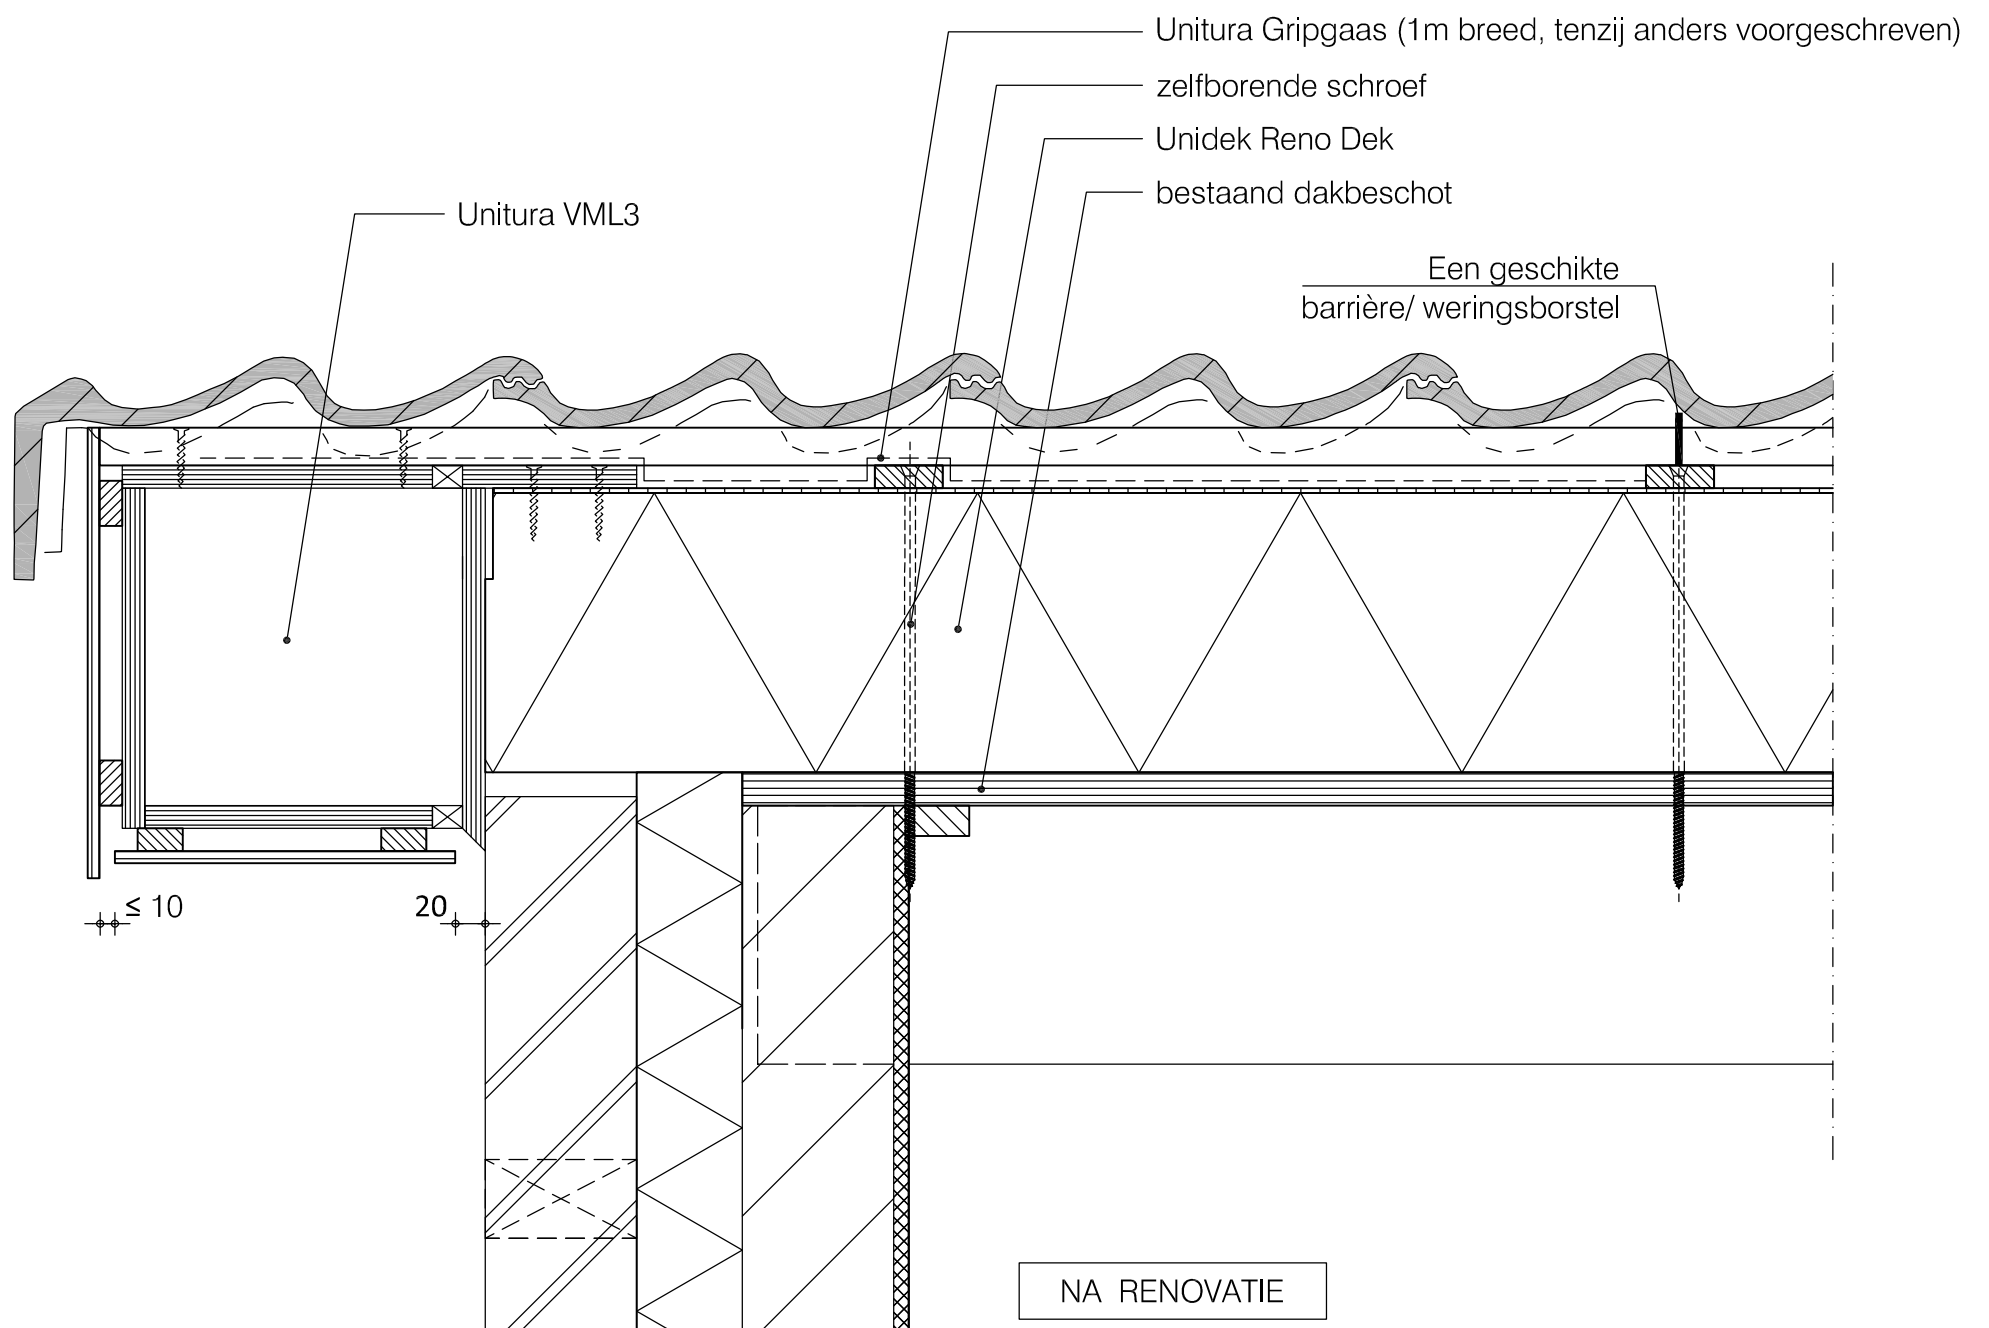 Unitura Gripgaas (1m breed, tenzij anders voorgeschreven)
zelfborende schroef
Unidek Reno Dek
bestaand dakbeschot
Unitura VML3
Een geschikte
barrière/ weringsborstel
≤ 10
20
NA RENOVATIE